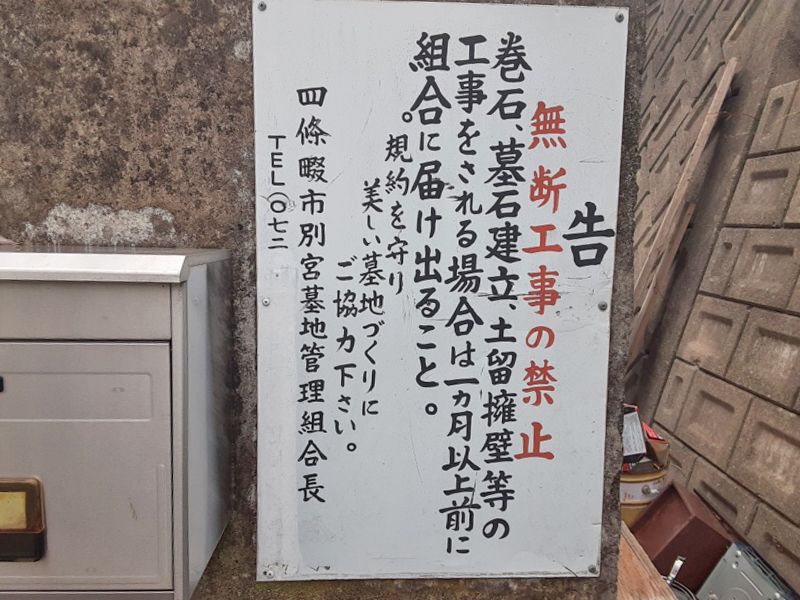 告
無断工事の禁止
巻石、墓石建立、土留擁壁等の
工事をされる場合は一ヵ月以上前に
組合に届け出ること。
。規約を守り
美しい墓地づくりに
ご協力下さい。
四條畷市別宮墓地管理組合長
TEL〇七二